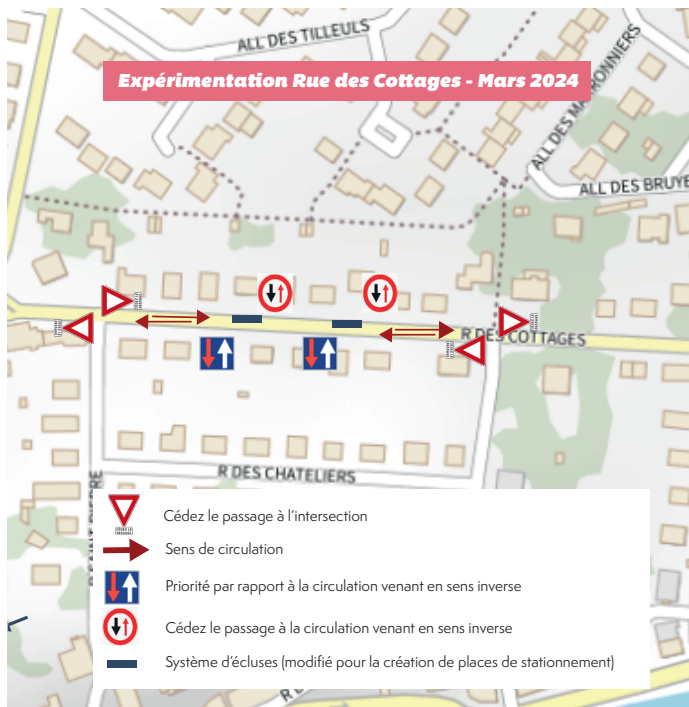 ALL DES TILLEULS
Expérimentation Rue des Cottages - Mars 2024
ALL DES MARRONNIERS
ALL DES BRUYE
R DES COTTAGES
R DES CHATELIERS
Cédez le passage à l'intersection
Sens de circulation
Priorité par rapport à la circulation venant en sens inverse
Cédez le passage à la circulation venant en sens inverse
Système d'écluses (modifié pour la création de places de stationnement)